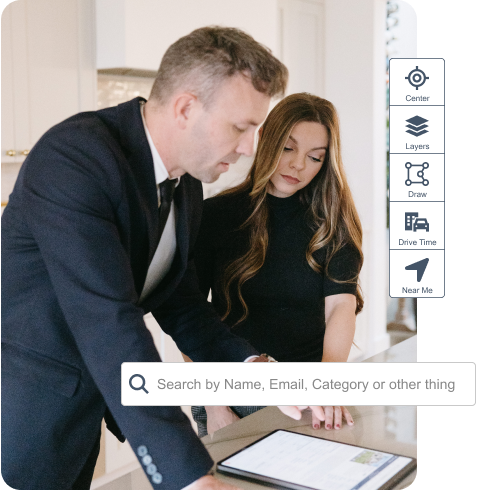 Center
Layers
Draw
Drive Time
Near Me
Search by Name, Email, Category or other thing